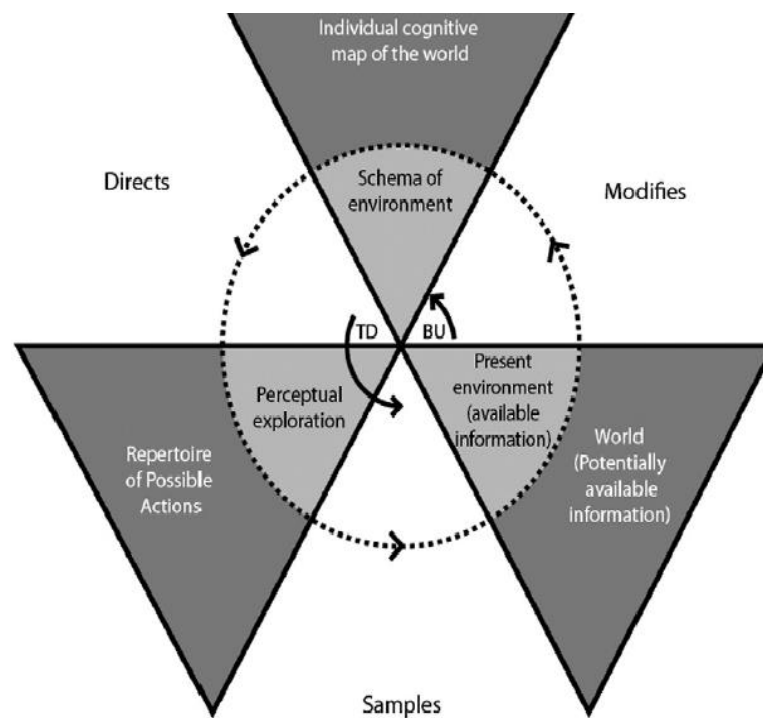 Individual cognitive
map of the world
Directs
Schema of
environment
Modifies
TD
BU
Perceptual
exploration
Present
environment
(available
information)
Repertoire
of Possible
Actions
World
(Potentially
available
information)
Samples